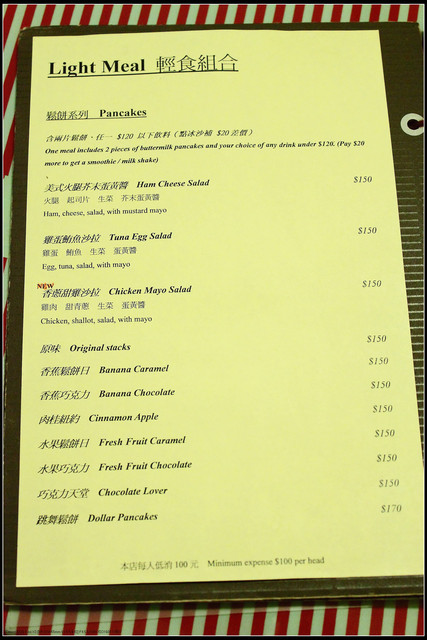 Light Meal 輕食組合
鬆餅系列 Pancakes
含兩片鬆餅，任一 $120 以下飲料（點冰沙補 $20 差價）
One meal includes 2 pieces of buttermilk pancakes and your choice of any drink under $120. (Pay $20
more to get a smoothie / milk shake)
美式火腿芥末蛋黃醬 Ham Cheese Salad $150
火腿 起司片 生菜 芥末蛋黃醬
Ham, cheese, salad, with mustard mayo
雞蛋鮪魚沙拉 Tuna Egg Salad $150
雞蛋 鮪魚 生菜 蛋黃醬
Egg, tuna, salad, with mayo
NEW
香蔥甜雞沙拉 Chicken Mayo Salad $150
雞肉 甜青蔥 生菜 蛋黃醬
Chicken, shallot, salad, with mayo
原味 Original stacks $150
香蕉鬆餅日 Banana Caramel $150
香蕉巧克力 Banana Chocolate $150
肉桂紐約 Cinnamon Apple $150
水果鬆餅日 Fresh Fruit Caramel $150
水果巧克力 Fresh Fruit Chocolate $150
巧克力天堂 Chocolate Lover $150
跳舞鬆餅 Dollar Pancakes $170
本店每人低消 100 元 Minimum expense $100 per head